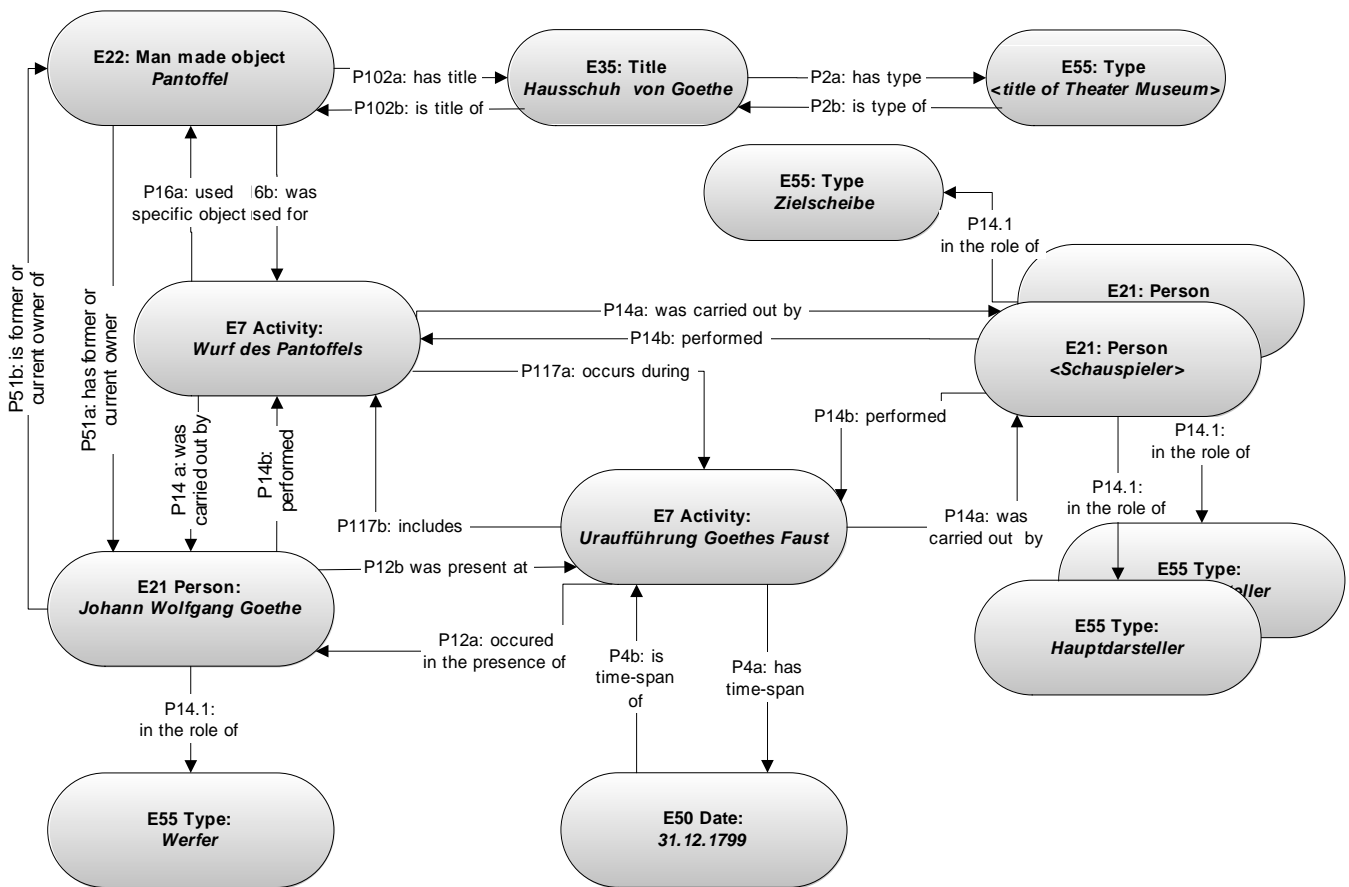 E22: Man made object
Pantoffel
P102a: has title
P102b: is title of
E35: Title
Hausschuh von Goethe
P2a: has type
P2b: is type of
E55: Type
<title of Theater Museum>
E55: Type
Zielscheibe
P16a: used
specific object
6b: was
sed for
P14.1
in the role of
P51b: is former or
current owner of
P51a: has former or
current owner
E7 Activity:
Wurf des Pantoffels
P14a: was carried out by
P14b: performed
P117a: occurs during
E21: Person
E21: Person
<Schauspieler>
P14 a: was
carried out by
P14b:
performed
P117b: includes
P14b: performed
P14.1:
in the role of
P14.1:
in the role of
E7 Activity:
Uraufführung Goethes Faust
P14a: was
carried out by
P12b was present at
E21 Person:
Johann Wolfgang Goethe
P12a: occured
in the presence of
E55 Type:
eller
E55 Type:
Hauptdarsteller
P4b: is
time-span
of
P4a: has
time-span
P14.1:
in the role of
E55 Type:
Werfer
E50 Date:
31.12.1799